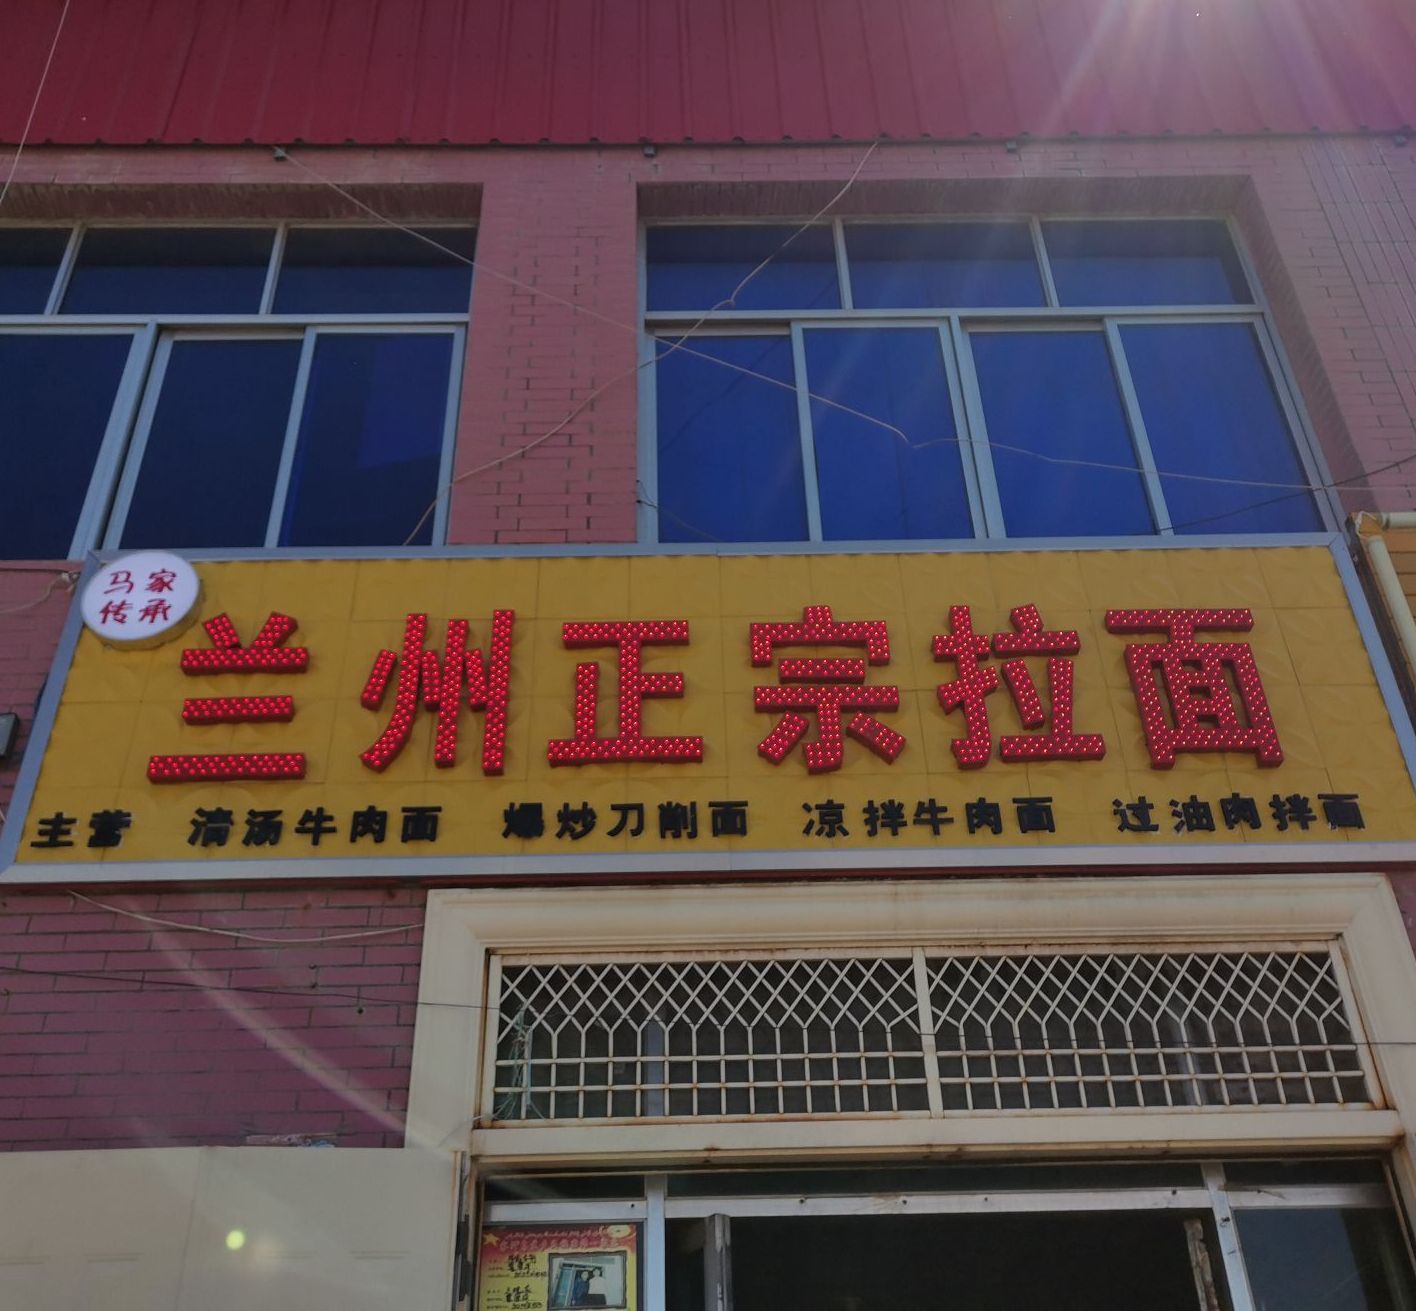 马家
传承
兰州正宗拉面
主营 清汤牛肉面 爆炒刀削面 凉拌牛肉面 过油肉拌面